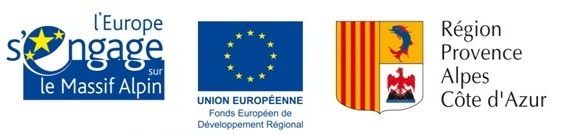 l'Europe
s'engage
sur
le Massif Alpin
UNION EUROPÉENNE
Fonds Européen de
Développement Régional
Région
Provence
Alpes
Côte d'Azur